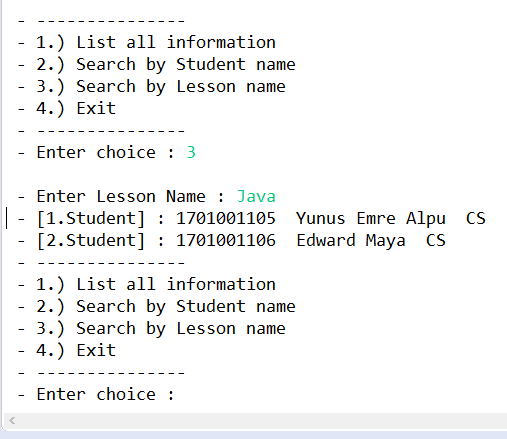 - ---------------
- 1.) List all information
- 2.) Search by Student name
- 3.) Search by Lesson name
- 4.) Exit
- ---------------
- Enter choice : 3
- Enter Lesson Name : Java
- [1.Student] : 1701001105  Yunus Emre Alpu  CS
- [2.Student] : 1701001106  Edward Maya  CS
- ---------------
- 1.) List all information
- 2.) Search by Student name
- 3.) Search by Lesson name
- 4.) Exit
- ---------------
- Enter choice :